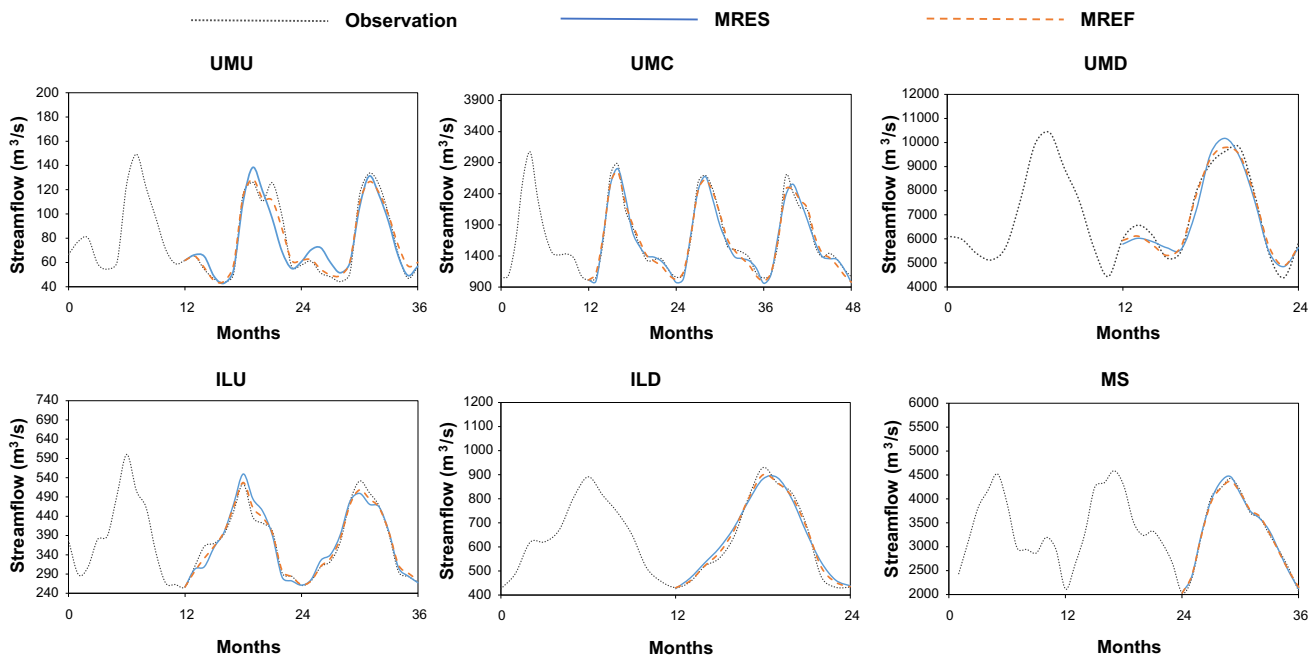 Observation MRES MREF
UMU UMC UMD
Streamflow (m³/s)
200
180
160
140
120
100
80
60
40
0 12 24 36
Months
Streamflow (m³/s)
3900
3400
2900
2400
1900
1400
900
0 12 24 36 48
Months
Streamflow (m³/s)
12000
11000
10000
9000
8000
7000
6000
5000
4000
0 12 24
Months
ILU ILD MS
Streamflow (m³/s)
740
690
640
590
540
490
440
390
340
290
240
0 12 24 36
Months
Streamflow (m³/s)
1200
1100
1000
900
800
700
600
500
400
0 12 24
Months
Streamflow (m³/s)
6000
5500
5000
4500
4000
3500
3000
2500
2000
0 12 24 36
Months